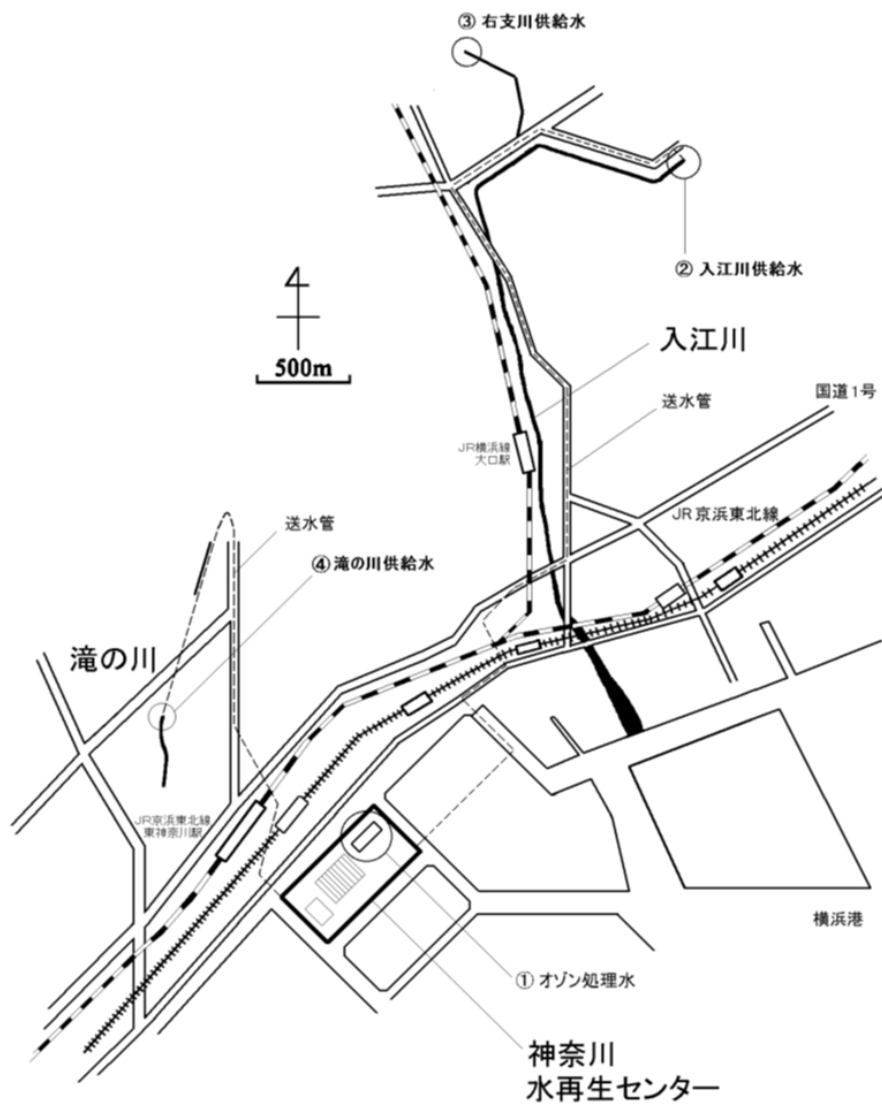 ③ 右支川供給水
② 入江川供給水
500m
入江川
国道1号
送水管
JR横浜線
大口駅
JR京浜東北線
送水管
④滝の川供給水
滝の川
JR京浜東北線
東神奈川駅
横浜港
① オゾン処理水
神奈川
水再生センター